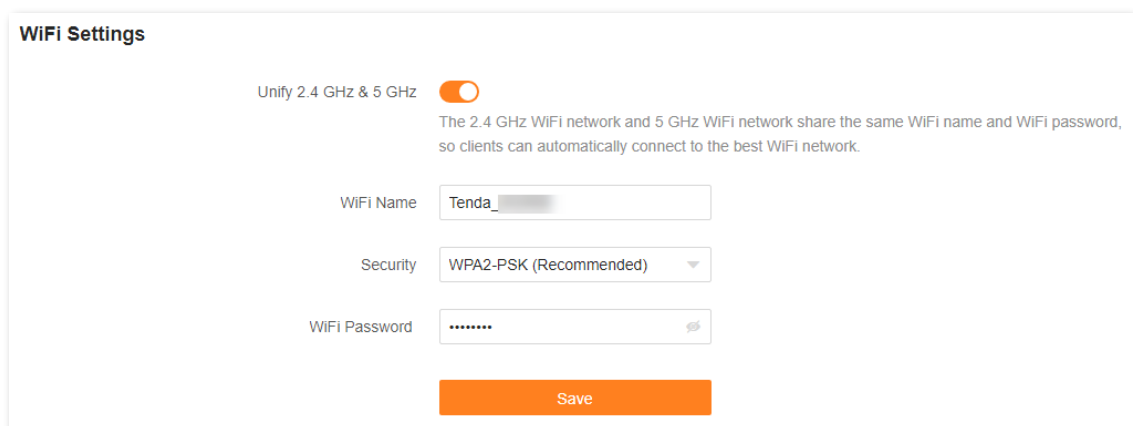 WiFi Settings
Unify 2.4 GHz & 5 GHz
The 2.4 GHz WiFi network and 5 GHz WiFi network share the same WiFi name and WiFi password,
so clients can automatically connect to the best WiFi network.
WiFi Name Tenda_
Security WPA2-PSK (Recommended)
WiFi Password ••••••••
Save